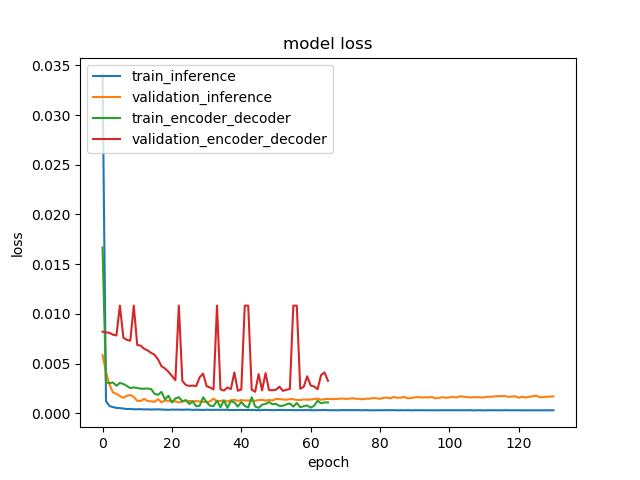 model loss
0.035
0.030
0.025
0.020
0.015
0.010
0.005
0.000
loss
train_inference
validation_inference
train_encoder_decoder
validation_encoder_decoder
0 20 40 60 80 100 120
epoch